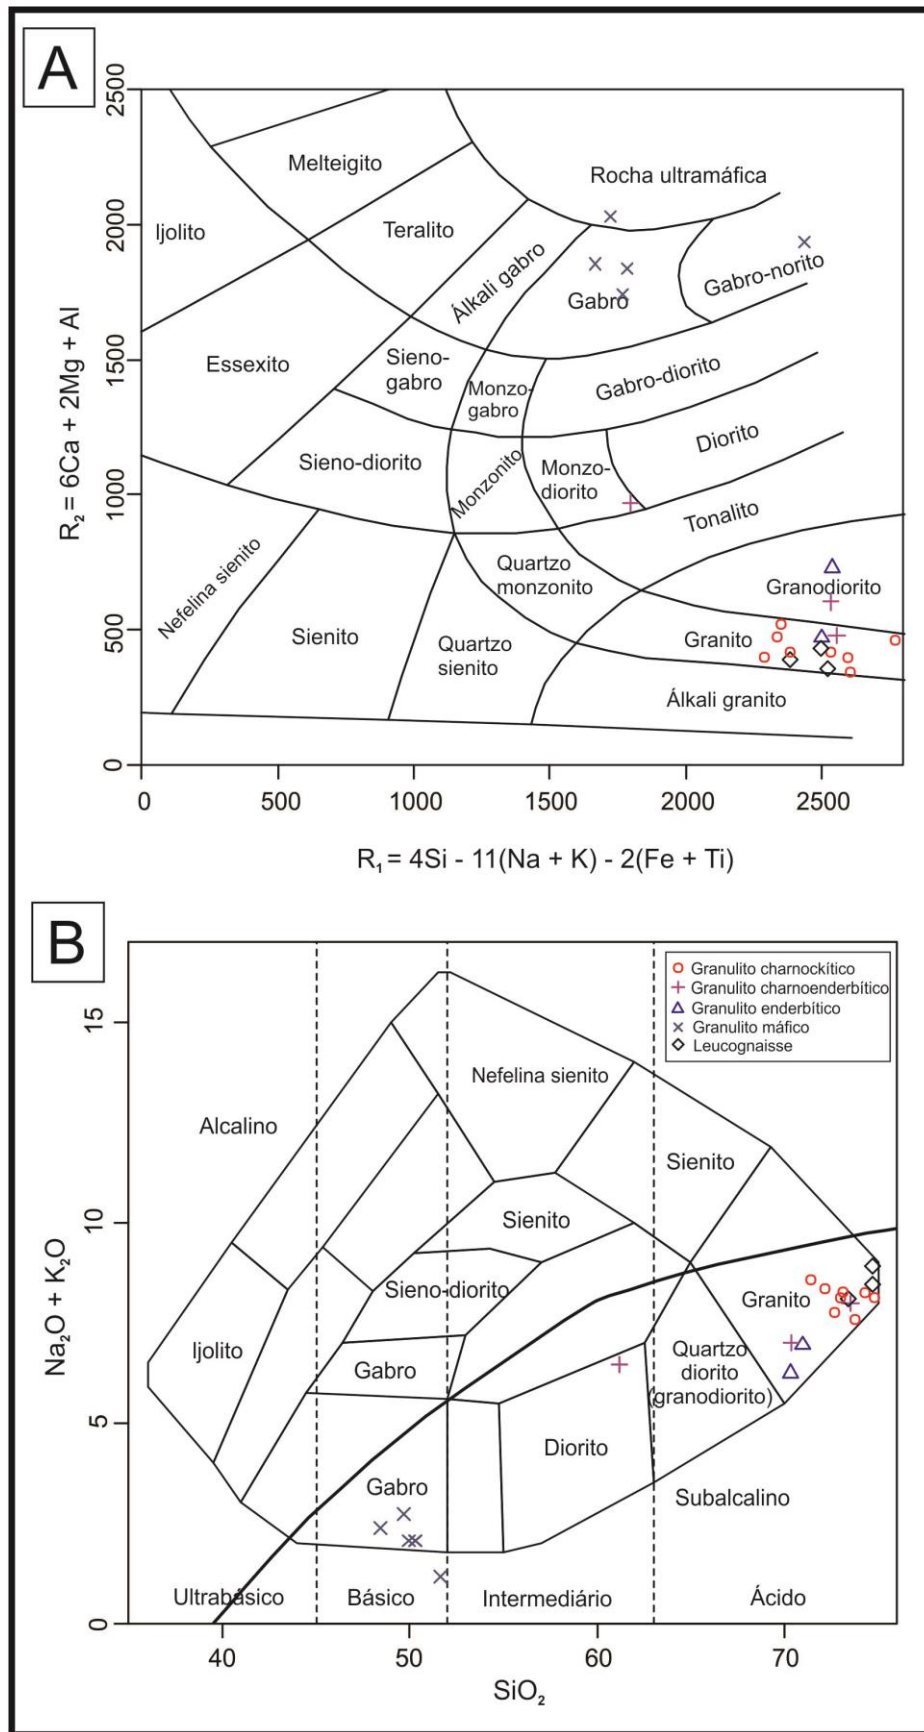 A
2500
2000
1500
1000
500
0
R₂ = 6Ca + 2Mg + Al
Melteigito
Rocha ultramáfica
Ijolito
Teralito
Álkali gabro
Gabro
Gabro-norito
Essexito
Sieno-
gabro
Monzo-
gabro
Gabro-diorito
Sieno-diorito
Monzonito
Monzo-
diorito
Diorito
Tonalito
Nefelina sienito
Quartzo
monzonito
Granodiorito
Sienito
Quartzo
sienito
Granito
Álkali granito
0 500 1000 1500 2000 2500
R₁ = 4Si - 11(Na + K) - 2(Fe + Ti)
B
Granulito charnockítico
Granulito charnoenderbítico
Granulito enderbítico
Granulito máfico
Leucognaisse
15
10
5
0
Na₂O + K₂O
Nefelina sienito
Alcalino
Sienito
Sienito
Sieno-diorito
Granito
Ijolito
Gabro
Quartzo
diorito
(granodiorito)
Diorito
Gabro
Subalcalino
Ultrabásico Básico Intermediário Ácido
40 50 60 70
SiO₂